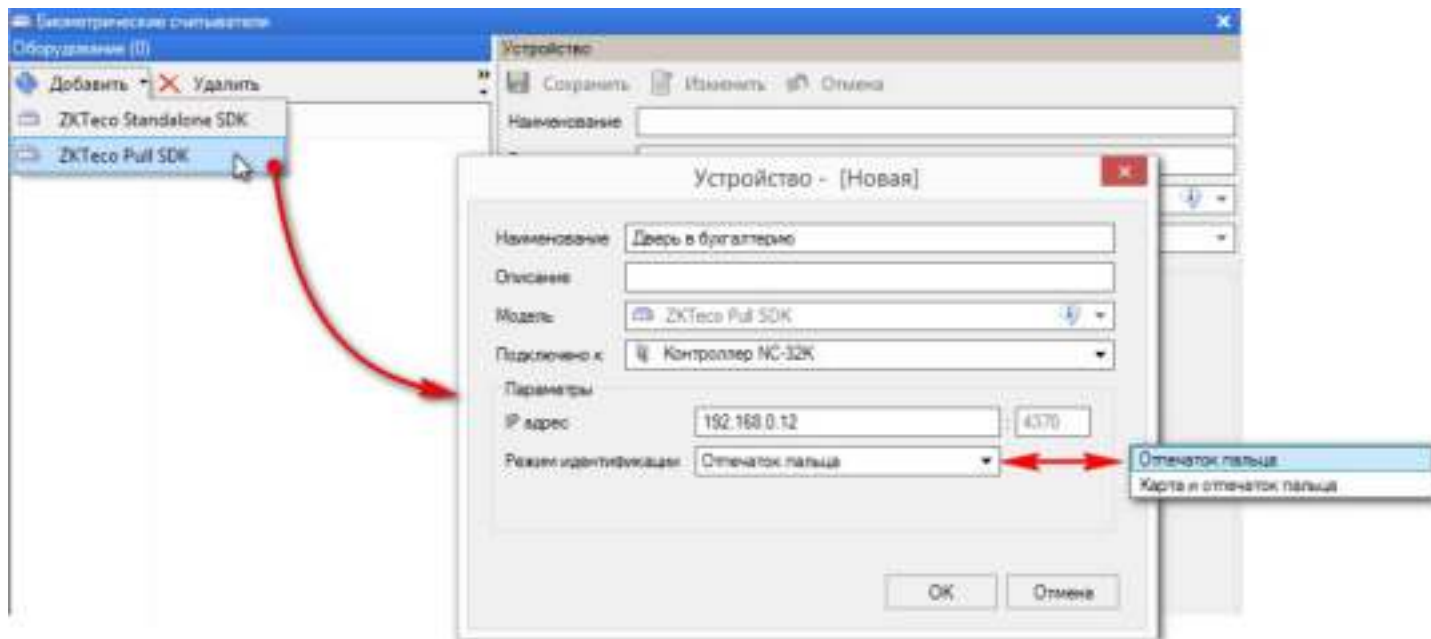 Биометрические считыватели
Оборудование (0)
Добавить Удалить
ZKTeco Standalone SDK
ZKTeco Pull SDK
Устройство
Сохранить Изменить Отмена
Наименование
Устройство - [Новая]
Наименование Дверь в бухгалтерию
Описание
Модель ZKTeco Pull SDK
Подключено к Контроллер NC-32K
Параметры
IP адрес 192.168.0.12 : 4370
Режим идентификации Отпечаток пальца
Отпечаток пальца
Карта и отпечаток пальца
OK Отмена